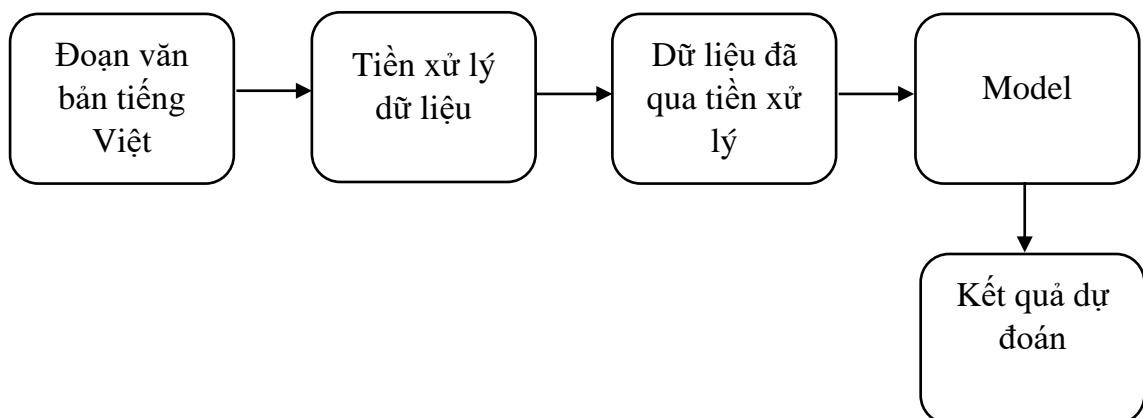 Đoạn văn
bản tiếng
Việt
Tiền xử lý
dữ liệu
Dữ liệu đã
qua tiền xử
lý
Model
Kết quả dự
đoán